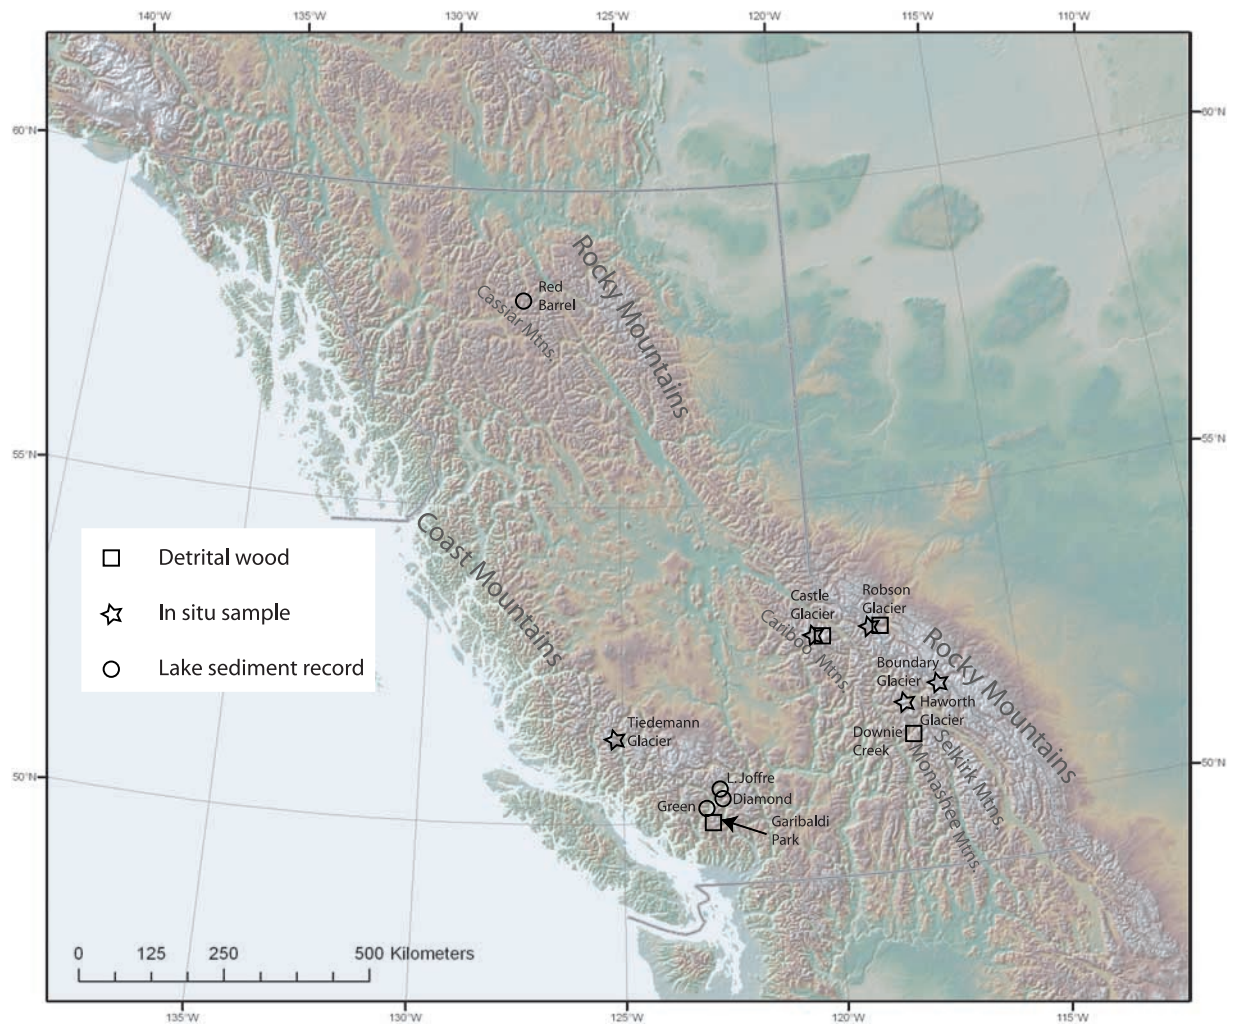 140°W 135°W 130°W 125°W 120°W 115°W 110°W
60°N
60°N
Rocky Mountains
Red
Barrel
Cassiar Mtns.
55°N
55°N
Coast Mountains
Detrital wood
In situ sample
Lake sediment record
Castle
Glacier
Robson
Glacier
Cariboo Mtns.
Rocky Mountains
Boundary
Glacier
Haworth
Glacier
Downie
Creek
Selkirk Mtns.
Monashee Mtns.
Tiedemann
Glacier
50°N
50°N
L.Joffre
Diamond
Green
Garibaldi
Park
0 125 250 500 Kilometers
135°W 130°W 125°W 120°W 115°W